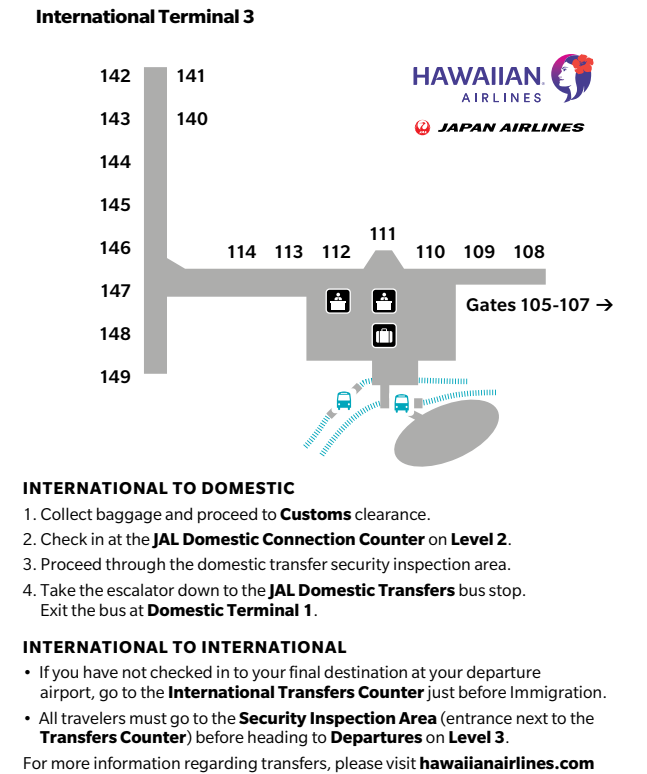 International Terminal 3
142 141
HAWAIIAN
AIRLINES
143 140
JAPAN AIRLINES
144
145
111
146 114 113 112 110 109 108
147
Gates 105-107 →
148
149
INTERNATIONAL TO DOMESTIC
1. Collect baggage and proceed to Customs clearance.
2. Check in at the JAL Domestic Connection Counter on Level 2.
3. Proceed through the domestic transfer security inspection area.
4. Take the escalator down to the JAL Domestic Transfers bus stop.
Exit the bus at Domestic Terminal 1.
INTERNATIONAL TO INTERNATIONAL
• If you have not checked in to your final destination at your departure
airport, go to the International Transfers Counter just before Immigration.
• All travelers must go to the Security Inspection Area (entrance next to the
Transfers Counter) before heading to Departures on Level 3.
For more information regarding transfers, please visit hawaiianairlines.com